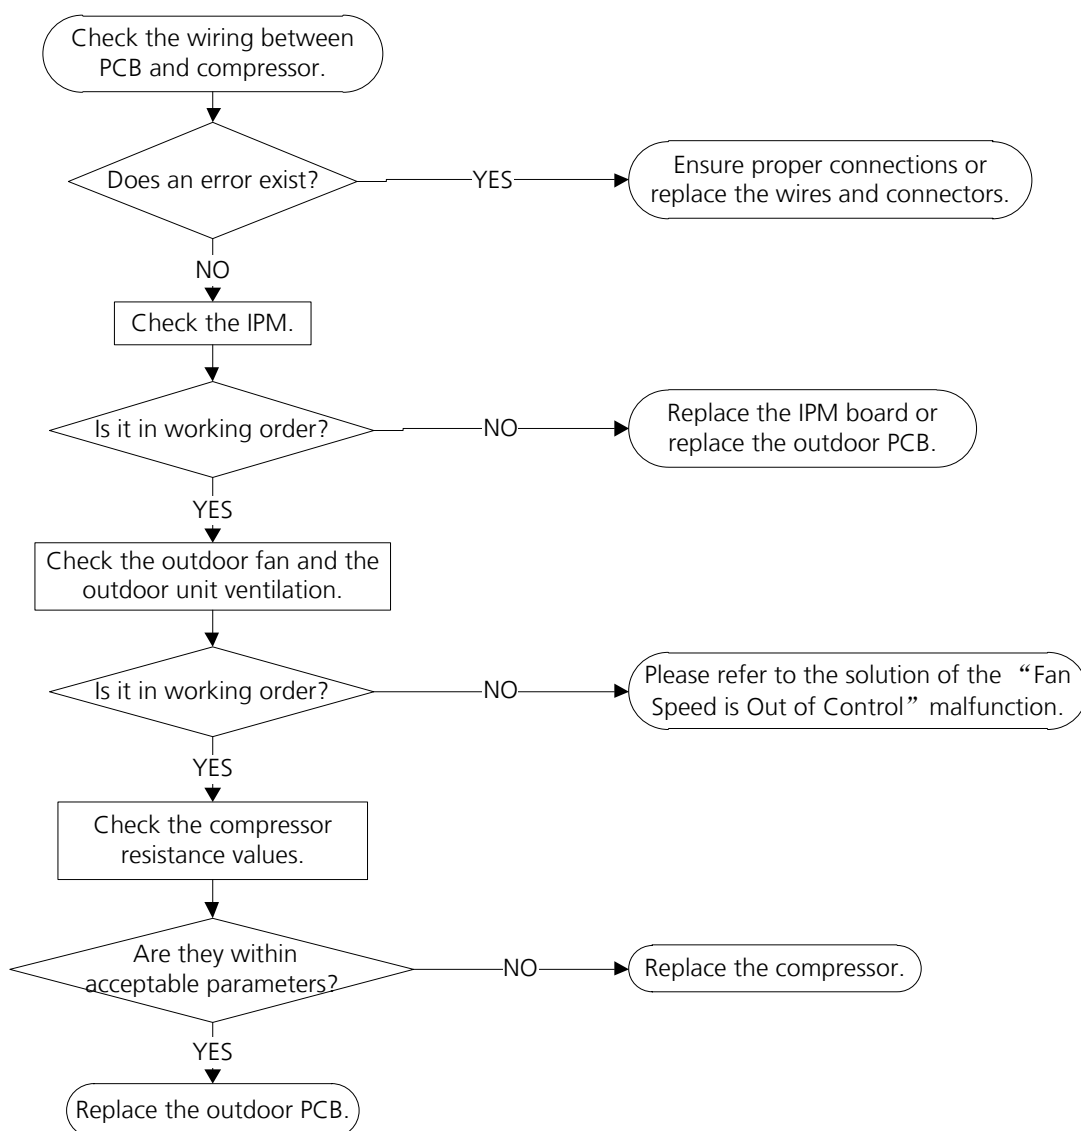 Check the wiring between
PCB and compressor.
Does an error exist?
YES
Ensure proper connections or
replace the wires and connectors.
NO
Check the IPM.
Is it in working order?
NO
Replace the IPM board or
replace the outdoor PCB.
YES
Check the outdoor fan and the
outdoor unit ventilation.
Is it in working order?
NO
Please refer to the solution of the “Fan
Speed is Out of Control” malfunction.
YES
Check the compressor
resistance values.
Are they within
acceptable parameters?
NO
Replace the compressor.
YES
Replace the outdoor PCB.